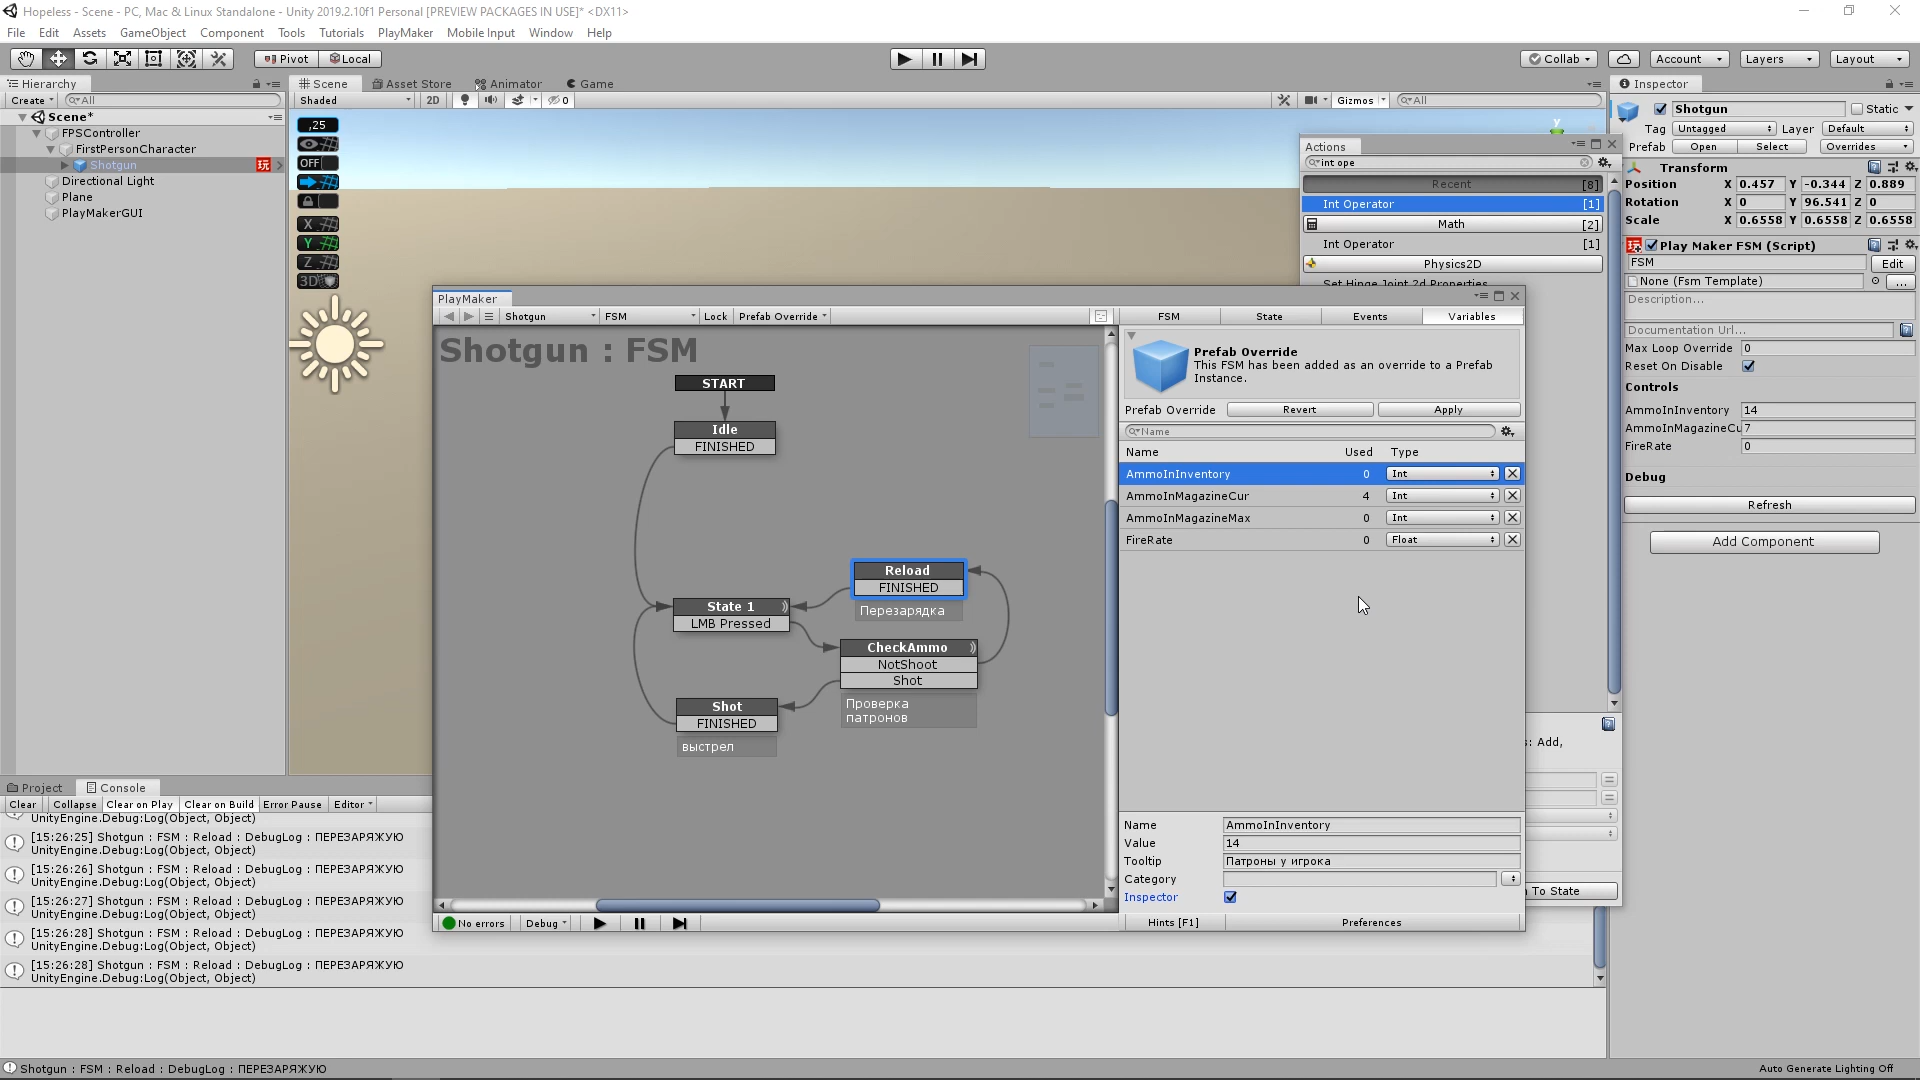 Hopeless - Scene - PC, Mac & Linux Standalone - Unity 2019.2.10f1 Personal [PREVIEW PACKAGES IN USE]* <DX11>
File Edit Assets GameObject Component Tools Tutorials PlayMaker Mobile Input Window Help
Pivot Local Collab Account Layers Layout
Hierarchy
Create All
Scene*
FPSController
FirstPersonCharacter
Shotgun
Directional Light
Plane
PlayMakerGUI
Scene Asset Store Animator Game
Shaded 2D 0 Gizmos All
,25
OFF
X
Y
Z
3D
y
Actions
int ope
Recent [8]
Int Operator [1]
Math [2]
Int Operator [1]
Physics2D
Set Hinge Joint 2d Properties
: Add,
To State
PlayMaker
Shotgun FSM Lock Prefab Override
Shotgun : FSM
START
Idle
FINISHED
Reload
FINISHED
Перезарядка
State 1
LMB Pressed
CheckAmmo
NotShoot
Shot
Проверка
патронов
Shot
FINISHED
выстрел
No errors Debug
FSM State Events Variables
Prefab Override
This FSM has been added as an override to a Prefab
Instance.
Prefab Override Revert Apply
Name
Name Used Type
AmmoInInventory 0 Int
AmmoInMagazineCur 4 Int
AmmoInMagazineMax 0 Int
FireRate 0 Float
Name AmmoInInventory
Value 14
Tooltip Патроны у игрока
Category
Inspector
Hints [F1] Preferences
Inspector
Shotgun Static
Tag Untagged Layer Default
Prefab Open Select Overrides
Transform
Position X 0.457 Y -0.344 Z 0.889
Rotation X 0 Y 96.541 Z 0
Scale X 0.6558 Y 0.6558 Z 0.6558
Play Maker FSM (Script)
FSM Edit
None (Fsm Template) ...
Description...
Documentation Url...
Max Loop Override 0
Reset On Disable
Controls
AmmoInInventory 14
AmmoInMagazineCu 7
FireRate 0
Debug
Refresh
Add Component
Project Console
Clear Collapse Clear on Play Clear on Build Error Pause Editor
UnityEngine.Debug:Log(Object, Object)
[15:26:25] Shotgun : FSM : Reload : DebugLog : ПЕРЕЗАРЯЖУЮ
UnityEngine.Debug:Log(Object, Object)
[15:26:26] Shotgun : FSM : Reload : DebugLog : ПЕРЕЗАРЯЖУЮ
UnityEngine.Debug:Log(Object, Object)
[15:26:27] Shotgun : FSM : Reload : DebugLog : ПЕРЕЗАРЯЖУЮ
UnityEngine.Debug:Log(Object, Object)
[15:26:28] Shotgun : FSM : Reload : DebugLog : ПЕРЕЗАРЯЖУЮ
UnityEngine.Debug:Log(Object, Object)
[15:26:28] Shotgun : FSM : Reload : DebugLog : ПЕРЕЗАРЯЖУЮ
UnityEngine.Debug:Log(Object, Object)
Shotgun : FSM : Reload : DebugLog : ПЕРЕЗАРЯЖУЮ
Auto Generate Lighting Off